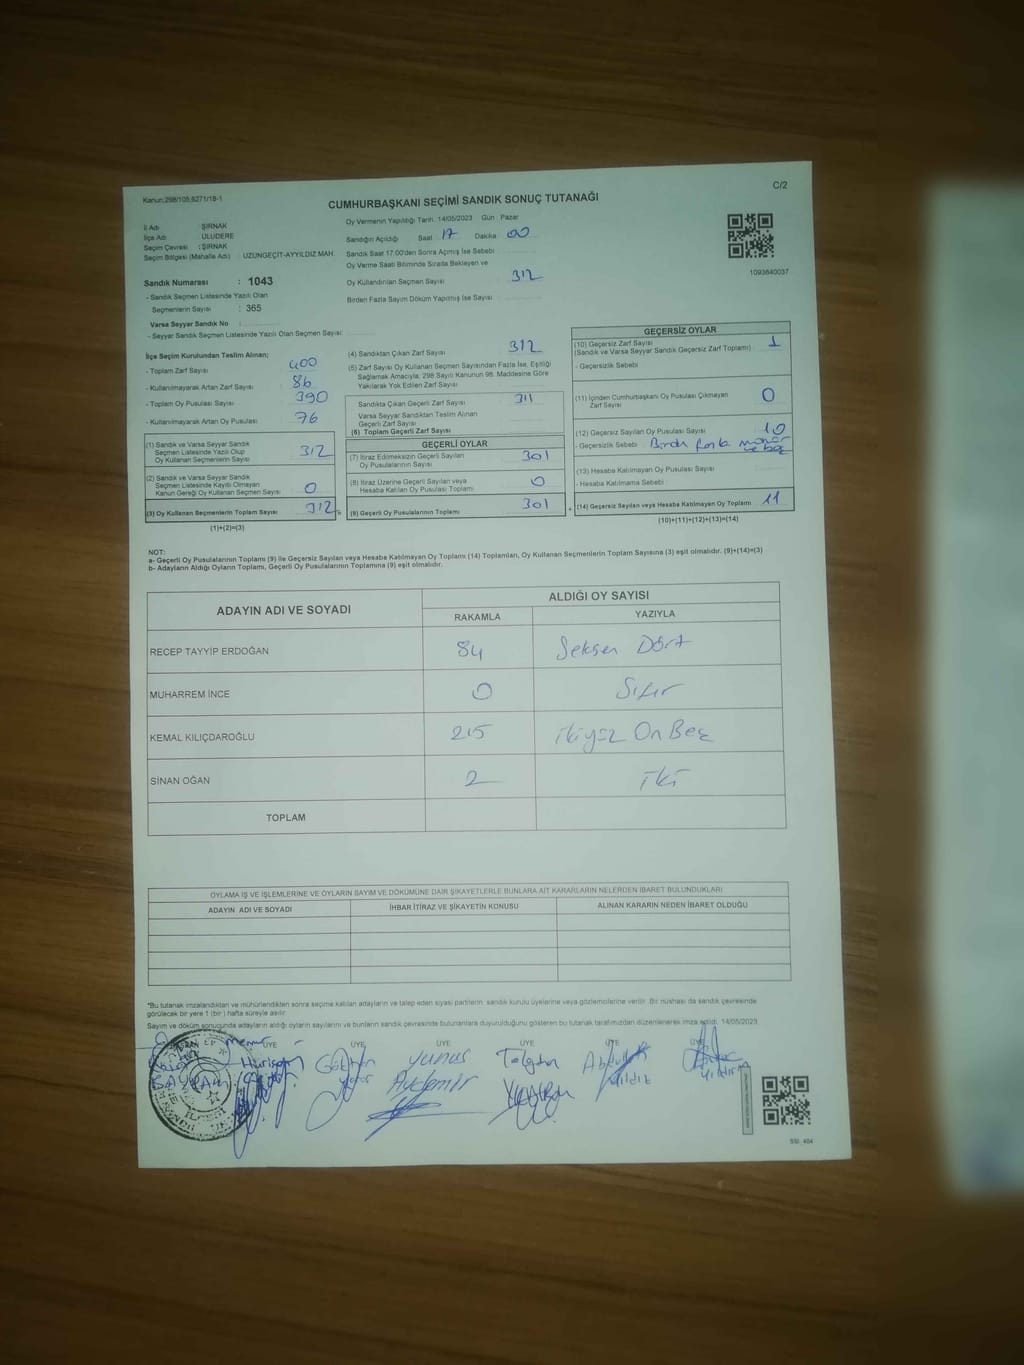 Kanun;298/105,6271/18-1
C/2
CUMHURBAŞKANI SEÇİMİ SANDIK SONUÇ TUTANAĞI
İl Adı : ŞIRNAK
İlçe Adı : ULUDERE
Seçim Çevresi : ŞIRNAK
Seçim Bölgesi (Mahalle Adı) : UZUNGEÇİT-AYYILDIZ MAH.
Sandık Numarası : 1043
- Sandık Seçmen Listesinde Yazılı Olan
Seçmenlerin Sayısı : 365
Varsa Seyyar Sandık No :
- Seyyar Sandık Seçmen Listesinde Yazılı Olan Seçmen Sayısı:
Oy Vermenin Yapıldığı Tarih 14/05/2023 Gün : Pazar
Sandığın Açıldığı Saat 17 Dakika 00
Sandık Saat 17:00'den Sonra Açmış İse Sebebi
Oy Verme Saati Bitiminde Sırada Bekleyen ve
Oy Kullandırılan Seçmen Sayısı 312
Birden Fazla Sayım Döküm Yapılmış İse Sayısı
1093640037
İlçe Seçim Kurulundan Teslim Alınan;
- Toplam Zarf Sayısı 400
- Kullanılmayarak Artan Zarf Sayısı 86
- Toplam Oy Pusulası Sayısı 390
- Kullanılmayarak Artan Oy Pusulası 76
(1) Sandık ve Varsa Seyyar Sandık
Seçmen Listesinde Yazılı Olup
Oy Kullanan Seçmenlerin Sayısı 312
(2) Sandık ve Varsa Seyyar Sandık
Seçmen Listesinde Kayıtlı Olmayan
Kanun Gereği Oy Kullanan Seçmen Sayısı 0
(3) Oy Kullanan Seçmenlerin Toplam Sayısı 312
(1)+(2)=(3)
(4) Sandıktan Çıkan Zarf Sayısı 312
(5) Zarf Sayısı Oy Kullanan Seçmen Sayısından Fazla İse, Eşitliği
Sağlamak Amacıyla; 298 Sayılı Kanunun 98. Maddesine Göre
Yakılarak Yok Edilen Zarf Sayısı
Sandıkta Çıkan Geçerli Zarf Sayısı 311
Varsa Seyyar Sandıktan Teslim Alınan
Geçerli Zarf Sayısı
(6) Toplam Geçerli Zarf Sayısı
GEÇERLİ OYLAR
(7) İtiraz Edilmeksizin Geçerli Sayılan
Oy Pusulalarının Sayısı 301
(8) İtiraz Üzerine Geçerli Sayılan veya
Hesaba Katılan Oy Pusulası Toplamı 0
(9) Geçerli Oy Pusulalarının Toplamı 301
GEÇERSİZ OYLAR
(10) Geçersiz Zarf Sayısı
(Sandık ve Varsa Seyyar Sandık Geçersiz Zarf Toplamı) : 1
- Geçersizlik Sebebi
(11) İçinden Cumhurbaşkanı Oy Pusulası Çıkmayan
Zarf Sayısı 0
(12) Geçersiz Sayılan Oy Pusulası Sayısı 10
- Geçersizlik Sebebi : Birden fazla mühür
(13) Hesaba Katılmayan Oy Pusulası Sayısı
- Hesaba Katılmama Sebebi :
(14) Geçersiz Sayılan veya Hesaba Katılmayan Oy Toplamı 11
(10)+(11)+(12)+(13)=(14)
NOT:
a- Geçerli Oy Pusulalarının Toplamı (9) ile Geçersiz Sayılan veya Hesaba Katılmayan Oy Toplamı (14) Toplamları, Oy Kullanan Seçmenlerin Toplam Sayısına (3) eşit olmalıdır. (9)+(14)=(3)
b- Adayların Aldığı Oyların Toplamı, Geçerli Oy Pusulalarının Toplamına (9) eşit olmalıdır.
ADAYIN ADI VE SOYADI
ALDIĞI OY SAYISI
RAKAMLA YAZIYLA
RECEP TAYYİP ERDOĞAN 84 Seksen Dört
MUHARREM İNCE 0 Sıfır
KEMAL KILIÇDAROĞLU 215 İkiyüz On Beş
SİNAN OĞAN 2 İki
TOPLAM
OYLAMA İŞ VE İŞLEMLERİNE VE OYLARIN SAYIM VE DÖKÜMÜNE DAİR ŞİKAYETLERLE BUNLARA AİT KARARLARIN NELERDEN İBARET BULUNDUKLARI
ADAYIN ADI VE SOYADI İHBAR İTİRAZ VE ŞİKAYETİN KONUSU ALINAN KARARIN NEDEN İBARET OLDUĞU
*Bu tutanak imzalandıktan ve mühürlendikten sonra seçime katılan adayların ve talep eden siyasi partilerin, sandık kurulu üyelerine veya gözlemcilerine verilir. Bir nüshası da sandık çevresinde
görülecek bir yere 1 (bir) hafta süreyle asılır.
Sayım ve döküm sonucunda adayların aldığı oyların sayılarını ve bunların sandık çevresinde bulunanlara duyurulduğunu gösteren bu tutanak tarafımızdan düzenlenerek imza edildi. 14/05/2023
ÜYE ÜYE ÜYE ÜYE ÜYE ÜYE
BAYRAM
Gökhan
Yunus
Aydemir
Tolgahan
Yıldız
Yıldırım